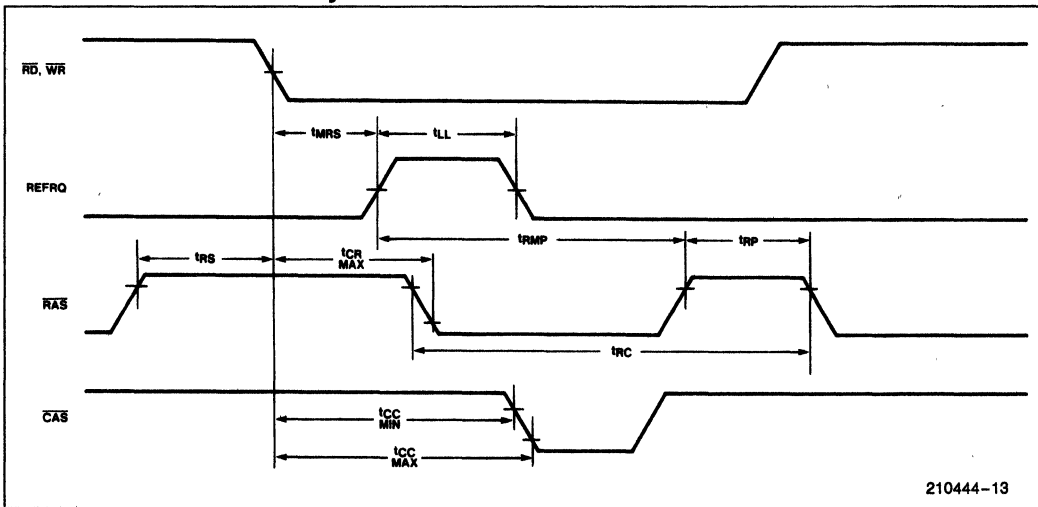 RD, WR
tMRS
tLL
REFRQ
tRMP
tRP
tRS
tCR
MAX
RAS
tRC
CAS
tCC
MIN
tCC
MAX
210444-13